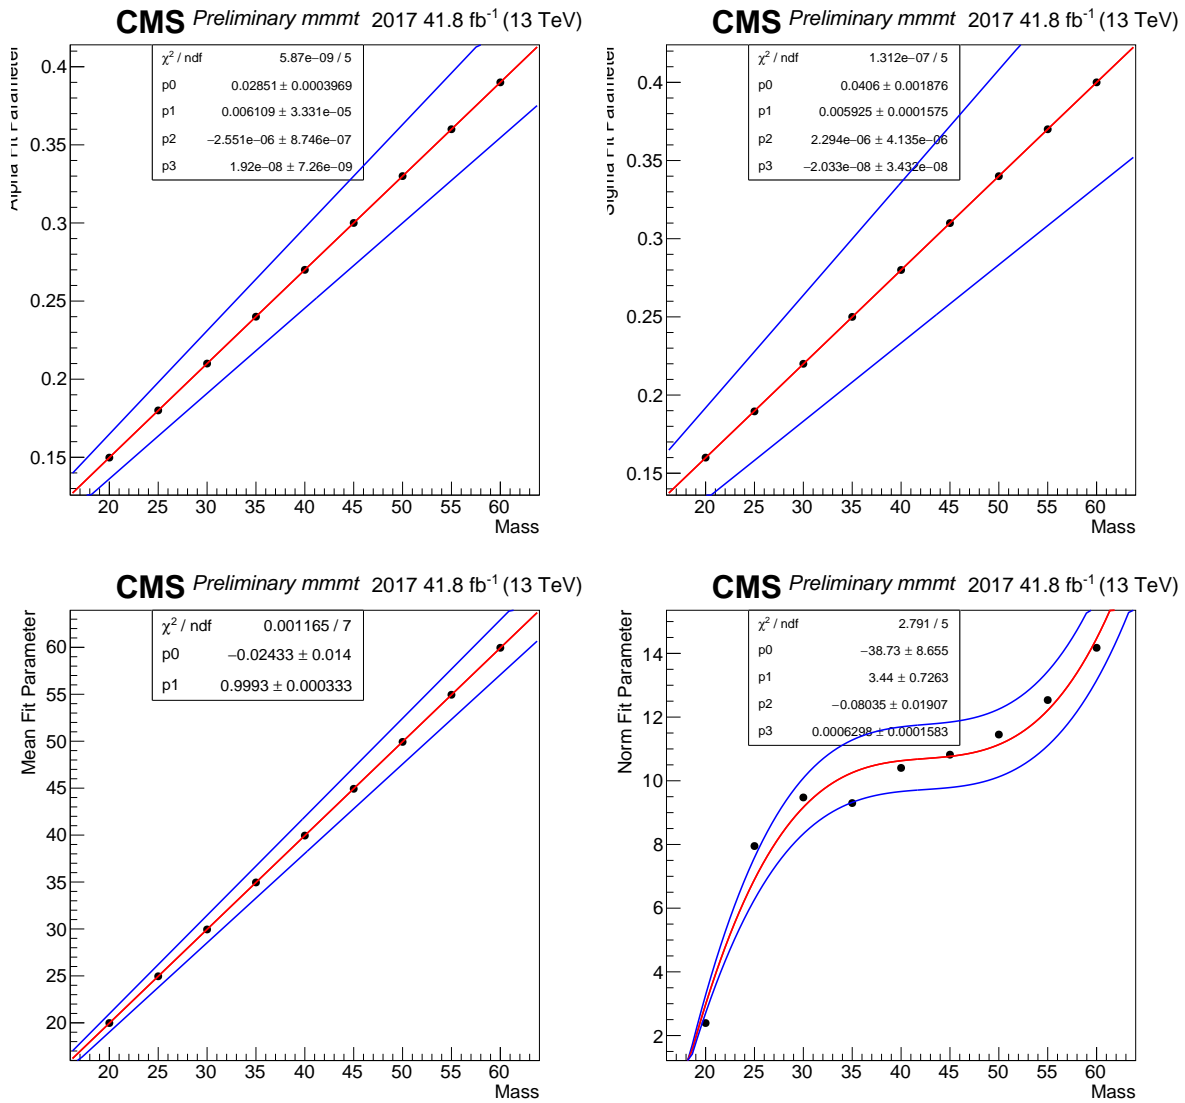 CMS Preliminary mmmt 2017 41.8 fb-1 (13 TeV)
Alpha Fit Parameter
χ2 / ndf 5.87e−09 / 5
p0 0.02851 ± 0.0003969
p1 0.006109 ± 3.331e−05
p2 −2.551e−06 ± 8.746e−07
p3 1.92e−08 ± 7.26e−09
0.4
0.35
0.3
0.25
0.2
0.15
20 25 30 35 40 45 50 55 60
Mass
CMS Preliminary mmmt 2017 41.8 fb-1 (13 TeV)
Sigma Fit Parameter
χ2 / ndf 1.312e−07 / 5
p0 0.0406 ± 0.001876
p1 0.005925 ± 0.0001575
p2 2.294e−06 ± 4.135e−06
p3 −2.033e−08 ± 3.432e−08
0.4
0.35
0.3
0.25
0.2
0.15
20 25 30 35 40 45 50 55 60
Mass
CMS Preliminary mmmt 2017 41.8 fb-1 (13 TeV)
Mean Fit Parameter
χ2 / ndf 0.001165 / 7
p0 −0.02433 ± 0.014
p1 0.9993 ± 0.000333
60
55
50
45
40
35
30
25
20
20 25 30 35 40 45 50 55 60
Mass
CMS Preliminary mmmt 2017 41.8 fb-1 (13 TeV)
Norm Fit Parameter
χ2 / ndf 2.791 / 5
p0 −38.73 ± 8.655
p1 3.44 ± 0.7263
p2 −0.08035 ± 0.01907
p3 0.0006298 ± 0.0001583
14
12
10
8
6
4
2
20 25 30 35 40 45 50 55 60
Mass